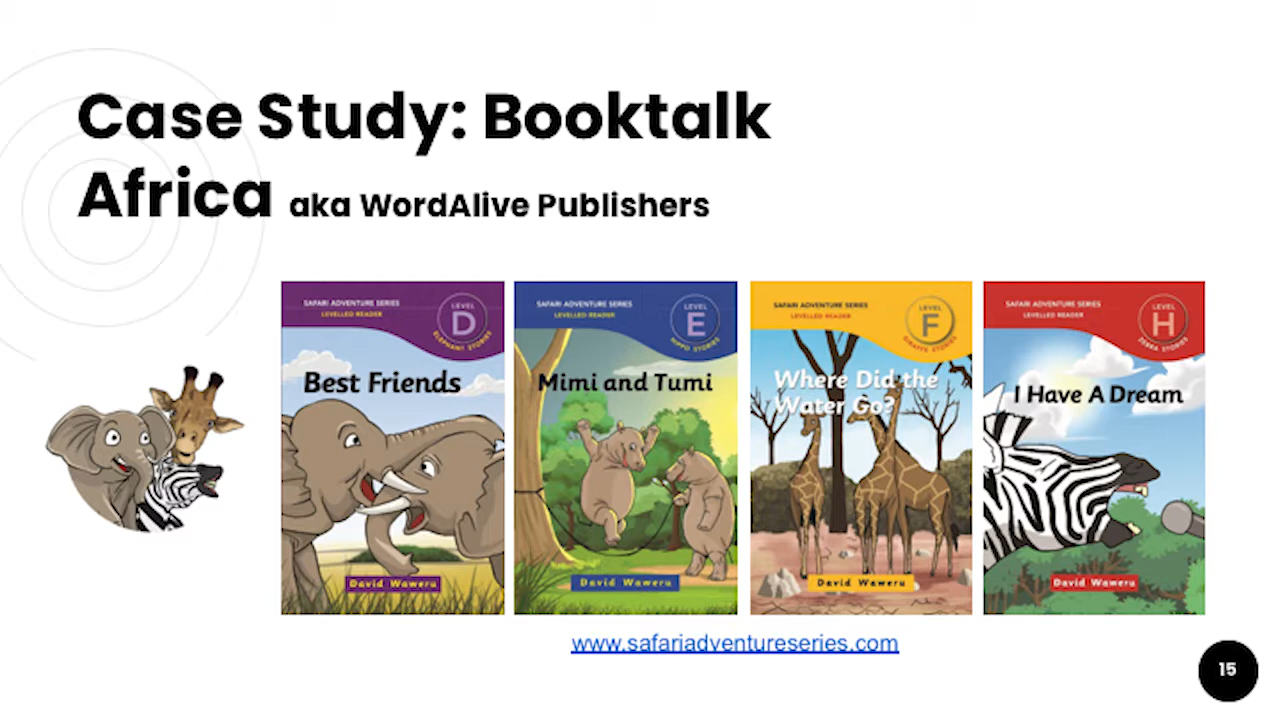 Case Study: Booktalk
Africa aka WordAlive Publishers
SAFARI ADVENTURE SERIES
LEVELLED READER
LEVEL
D
ELEPHANT STORIES
Best Friends
David Waweru
SAFARI ADVENTURE SERIES
LEVELLED READER
LEVEL
E
HIPPO STORIES
Mimi and Tumi
David Waweru
SAFARI ADVENTURE SERIES
LEVELLED READER
LEVEL
F
GIRAFFE STORIES
Where Did the
Water Go?
David Waweru
SAFARI ADVENTURE SERIES
LEVELLED READER
LEVEL
H
ZEBRA STORIES
I Have A Dream
David Waweru
www.safariadventureseries.com
15